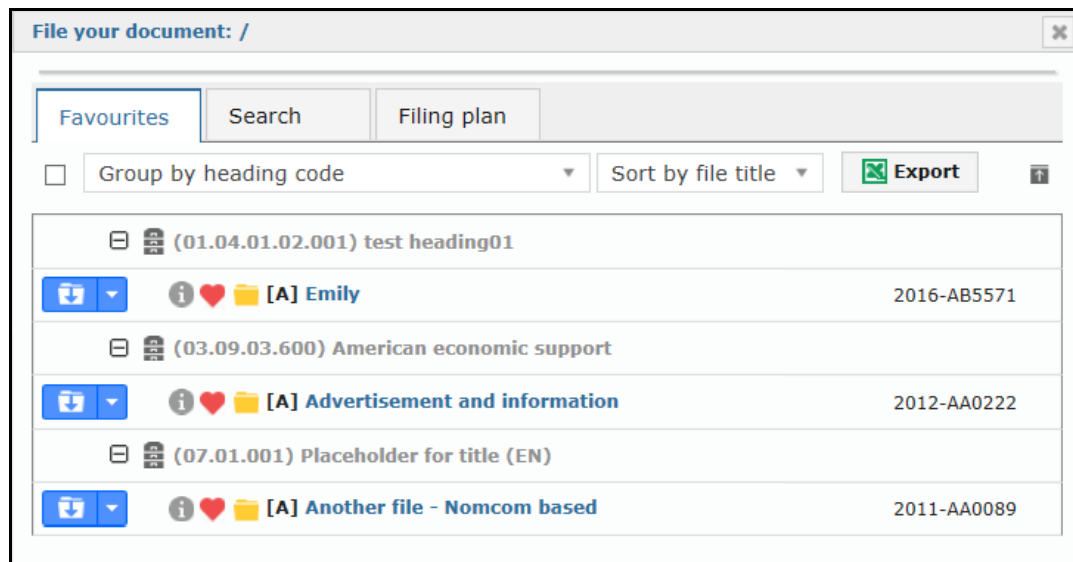 File your document: /
Favourites
Search
Filing plan
Group by heading code
Sort by file title
Export
(01.04.01.02.001) test heading01
[A] Emily 2016-AB5571
(03.09.03.600) American economic support
[A] Advertisement and information 2012-AA0222
(07.01.001) Placeholder for title (EN)
[A] Another file - Nomcom based 2011-AA0089